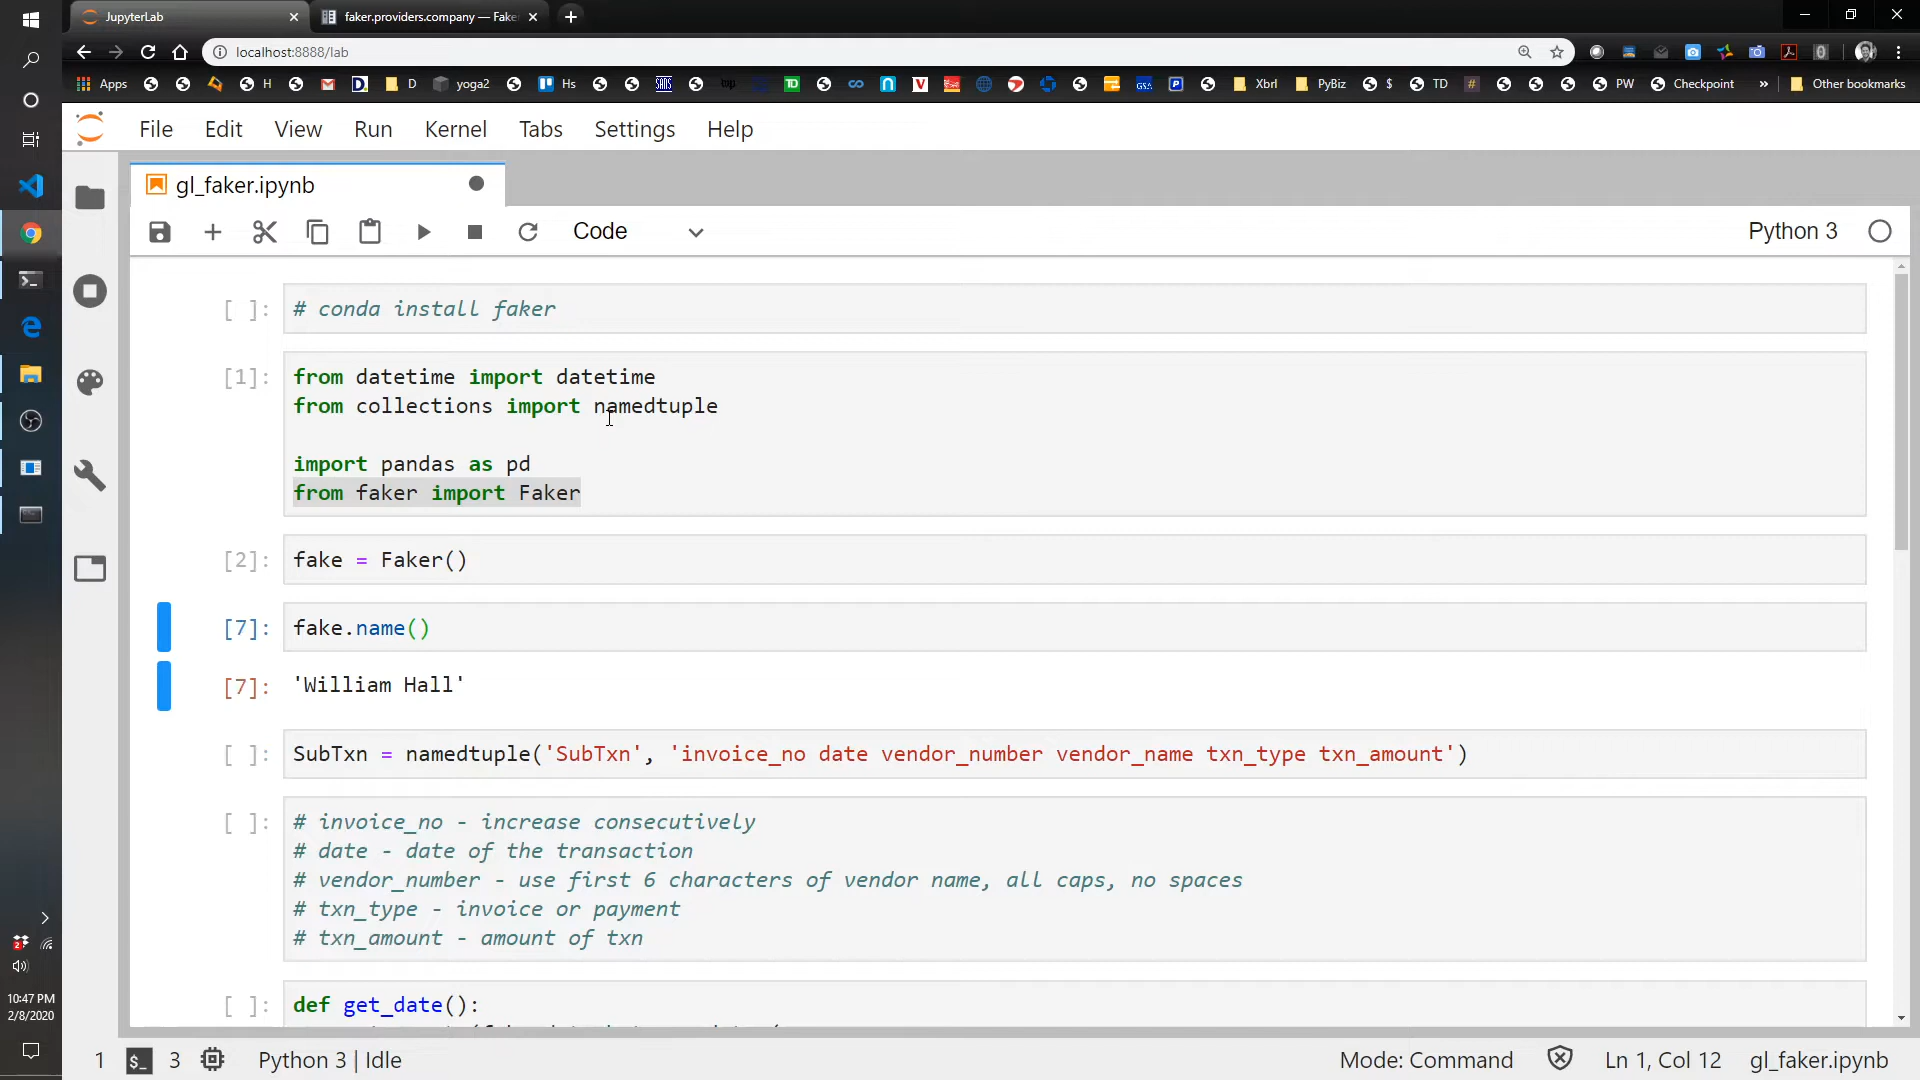 JupyterLab
faker.providers.company — Fake
localhost:8888/lab
Apps H D yoga2 Hs TD Xbrl PyBiz $ TD # PW Checkpoint » Other bookmarks
File Edit View Run Kernel Tabs Settings Help
gl_faker.ipynb
Code Python 3
[ ]: # conda install faker
[1]: from datetime import datetime
from collections import namedtuple
import pandas as pd
from faker import Faker
[2]: fake = Faker()
[7]: fake.name()
[7]: 'William Hall'
[ ]: SubTxn = namedtuple('SubTxn', 'invoice_no date vendor_number vendor_name txn_type txn_amount')
[ ]: # invoice_no - increase consecutively
# date - date of the transaction
# vendor_number - use first 6 characters of vendor name, all caps, no spaces
# txn_type - invoice or payment
# txn_amount - amount of txn
[ ]: def get_date():
10:47 PM
2/8/2020
1 $_ 3 Python 3 | Idle Mode: Command Ln 1, Col 12 gl_faker.ipynb